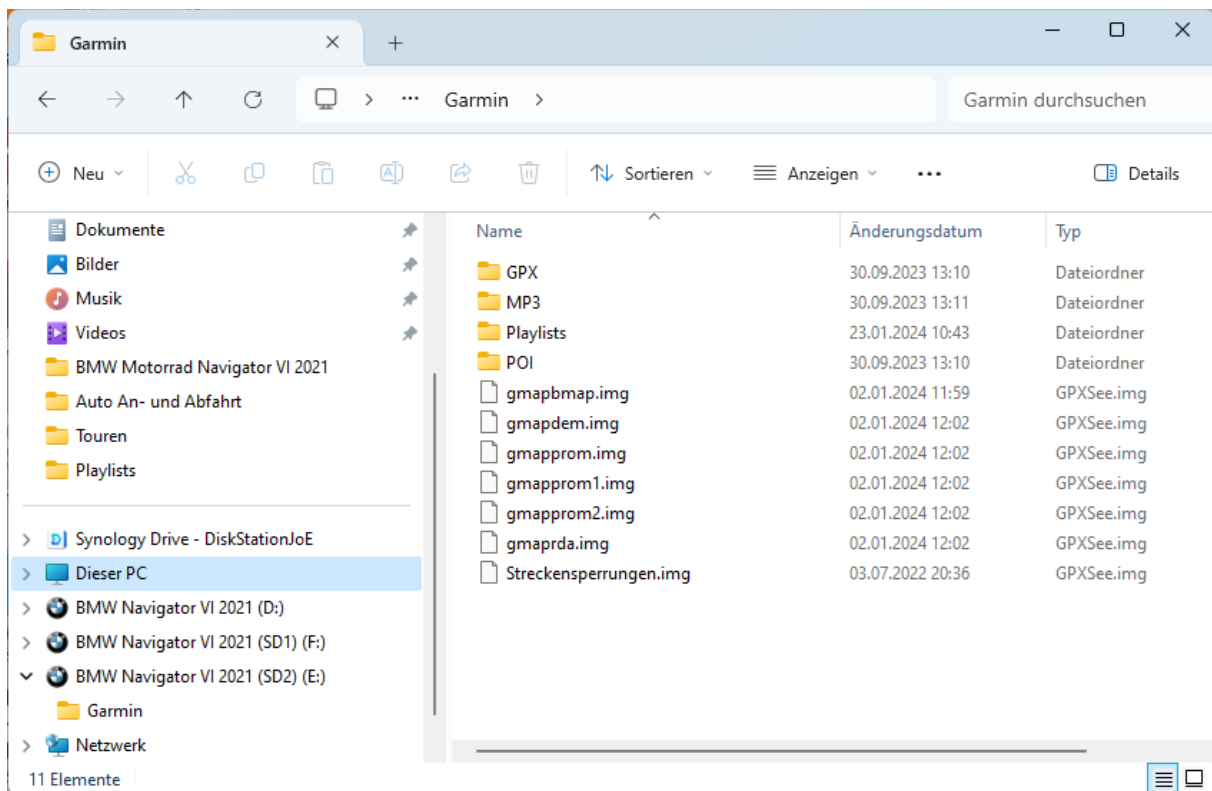 Garmin
Garmin
Garmin durchsuchen
Neu
Sortieren
Anzeigen
Details
Dokumente
Bilder
Musik
Videos
BMW Motorrad Navigator VI 2021
Auto An- und Abfahrt
Touren
Playlists
Synology Drive - DiskStationJoE
Dieser PC
BMW Navigator VI 2021 (D:)
BMW Navigator VI 2021 (SD1) (F:)
BMW Navigator VI 2021 (SD2) (E:)
Garmin
Netzwerk
Name Änderungsdatum Typ
GPX 30.09.2023 13:10 Dateiordner
MP3 30.09.2023 13:11 Dateiordner
Playlists 23.01.2024 10:43 Dateiordner
POI 30.09.2023 13:10 Dateiordner
gmapbmap.img 02.01.2024 11:59 GPXSee.img
gmapdem.img 02.01.2024 12:02 GPXSee.img
gmapprom.img 02.01.2024 12:02 GPXSee.img
gmapprom1.img 02.01.2024 12:02 GPXSee.img
gmapprom2.img 02.01.2024 12:02 GPXSee.img
gmaprda.img 02.01.2024 12:02 GPXSee.img
Streckensperrungen.img 03.07.2022 20:36 GPXSee.img
11 Elemente